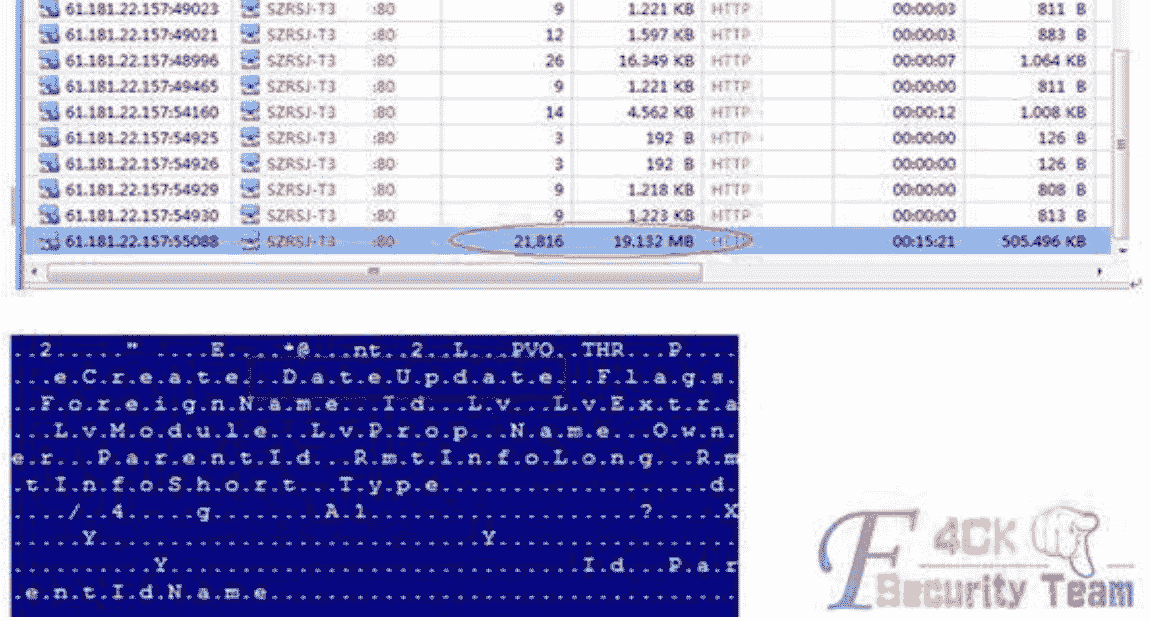 61.181.22.157:49023 SZRSJ-T3 :80 9 1.221 KB HTTP 00:00:03 811 B
61.181.22.157:49021 SZRSJ-T3 :80 12 1.597 KB HTTP 00:00:03 883 B
61.181.22.157:48996 SZRSJ-T3 :80 26 16.349 KB HTTP 00:00:07 1.064 KB
61.181.22.157:49465 SZRSJ-T3 :80 9 1.221 KB HTTP 00:00:00 811 B
61.181.22.157:54160 SZRSJ-T3 :80 14 4.562 KB HTTP 00:00:12 1.008 KB
61.181.22.157:54925 SZRSJ-T3 :80 3 192 B HTTP 00:00:00 126 B
61.181.22.157:54926 SZRSJ-T3 :80 3 192 B HTTP 00:00:00 126 B
61.181.22.157:54929 SZRSJ-T3 :80 9 1.218 KB HTTP 00:00:00 808 B
61.181.22.157:54930 SZRSJ-T3 :80 9 1.223 KB HTTP 00:00:00 813 B
61.181.22.157:55088 SZRSJ-T3 :80 21,816 19.132 MB HTTP 00:15:21 505.496 KB
..2....." ....E....*@...nt..2..L...PVO..THR...P....
...e.C.r.e.a.t.e...D.a.t.e.U.p.d.a.t.e...F.l.a.g.s.
..F.o.r.e.i.g.n.N.a.m.e...I.d...L.v...L.v.E.x.t.r.a
...L.v.M.o.d.u.l.e...L.v.P.r.o.p...N.a.m.e...O.w.n.
e.r...P.a.r.e.n.t.I.d...R.m.t.I.n.f.o.L.o.n.g...R.m
.t.I.n.f.o.S.h.o.r.t...T.y.p.e...................d.
..../..4.....g........A.l...................?.....X
.....Y...........................Y.................
..........Y.............................I.d...P.a.r
.e.n.t.I.d.N.a.m.e.................................
F4CK
Security Team